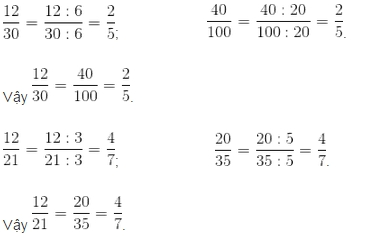 12/30 = 12 : 6/30 : 6 = 2/5; 40/100 = 40 : 20/100 : 20 = 2/5.
Vậy 12/30 = 40/100 = 2/5.
12/21 = 12 : 3/21 : 3 = 4/7; 20/35 = 20 : 5/35 : 5 = 4/7.
Vậy 12/21 = 20/35 = 4/7.